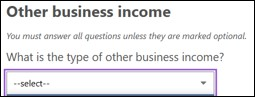 Other business income
You must answer all questions unless they are marked optional.
What is the type of other business income?
--select--